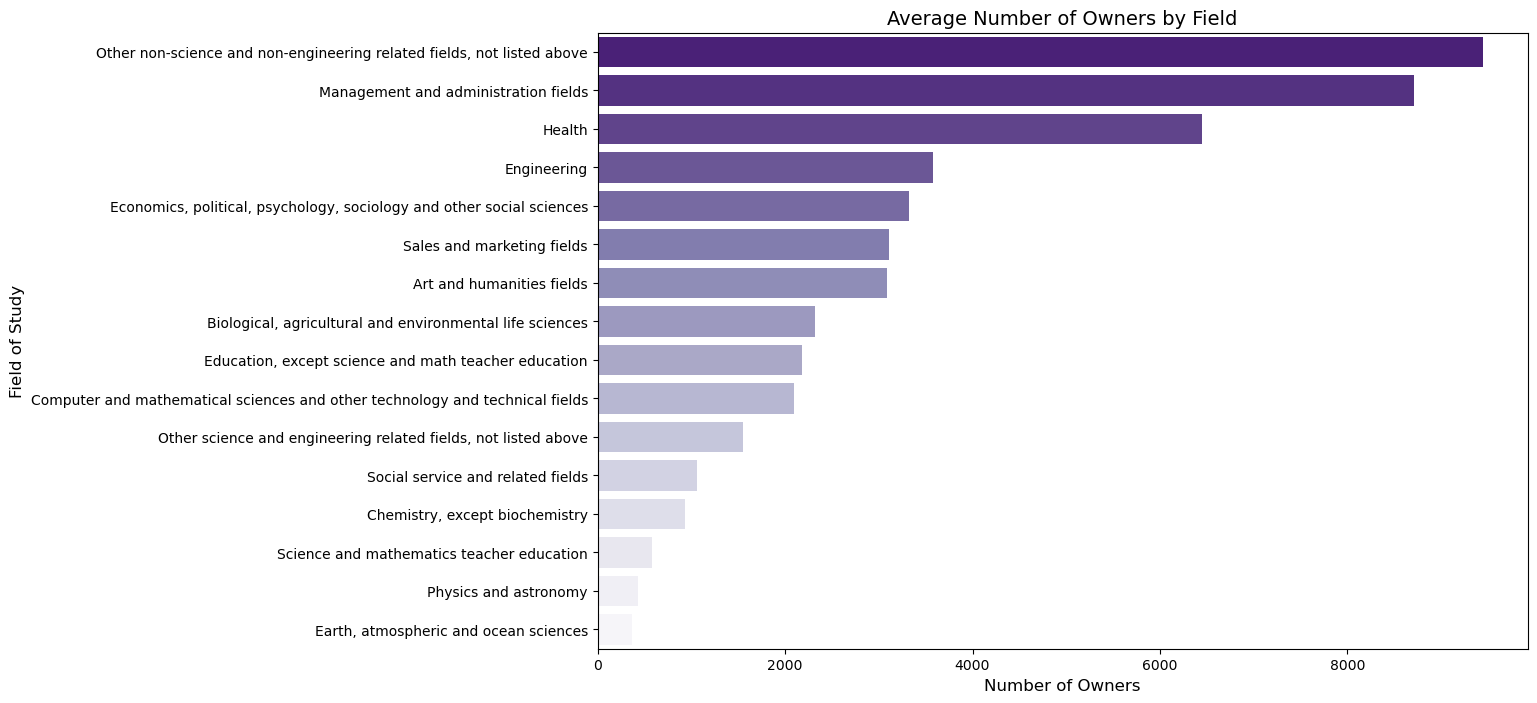 Average Number of Owners by Field
Field of Study
Other non-science and non-engineering related fields, not listed above
Management and administration fields
Health
Engineering
Economics, political, psychology, sociology and other social sciences
Sales and marketing fields
Art and humanities fields
Biological, agricultural and environmental life sciences
Education, except science and math teacher education
Computer and mathematical sciences and other technology and technical fields
Other science and engineering related fields, not listed above
Social service and related fields
Chemistry, except biochemistry
Science and mathematics teacher education
Physics and astronomy
Earth, atmospheric and ocean sciences
0 2000 4000 6000 8000
Number of Owners